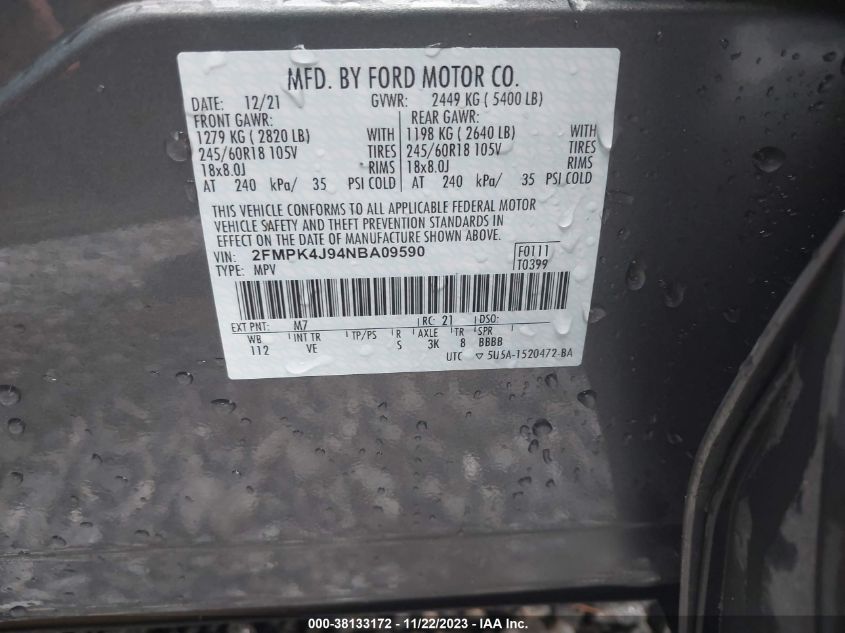 MFD. BY FORD MOTOR CO.
DATE: 12/21 GVWR: 2449 KG ( 5400 LB)
FRONT GAWR: REAR GAWR:
1279 KG ( 2820 LB) WITH 1198 KG ( 2640 LB) WITH
245/60R18 105V TIRES 245/60R18 105V TIRES
18x8.0J RIMS 18x8.0J RIMS
AT 240 kPa/ 35 PSI COLD AT 240 kPa/ 35 PSI COLD
THIS VEHICLE CONFORMS TO ALL APPLICABLE FEDERAL MOTOR
VEHICLE SAFETY AND THEFT PREVENTION STANDARDS IN
EFFECT ON THE DATE OF MANUFACTURE SHOWN ABOVE.
VIN: 2FMPK4J94NBA09590 F0111
TYPE: MPV T0399
EXT PNT: M7 RC: 21 DSO:
WB INT TR TP/PS R AXLE TR SPR
112 VE S 3K 8 BBBB
UTC ▽ 5U5A-1520472-BA
000-38133172 - 11/22/2023 - © IAA, Inc.